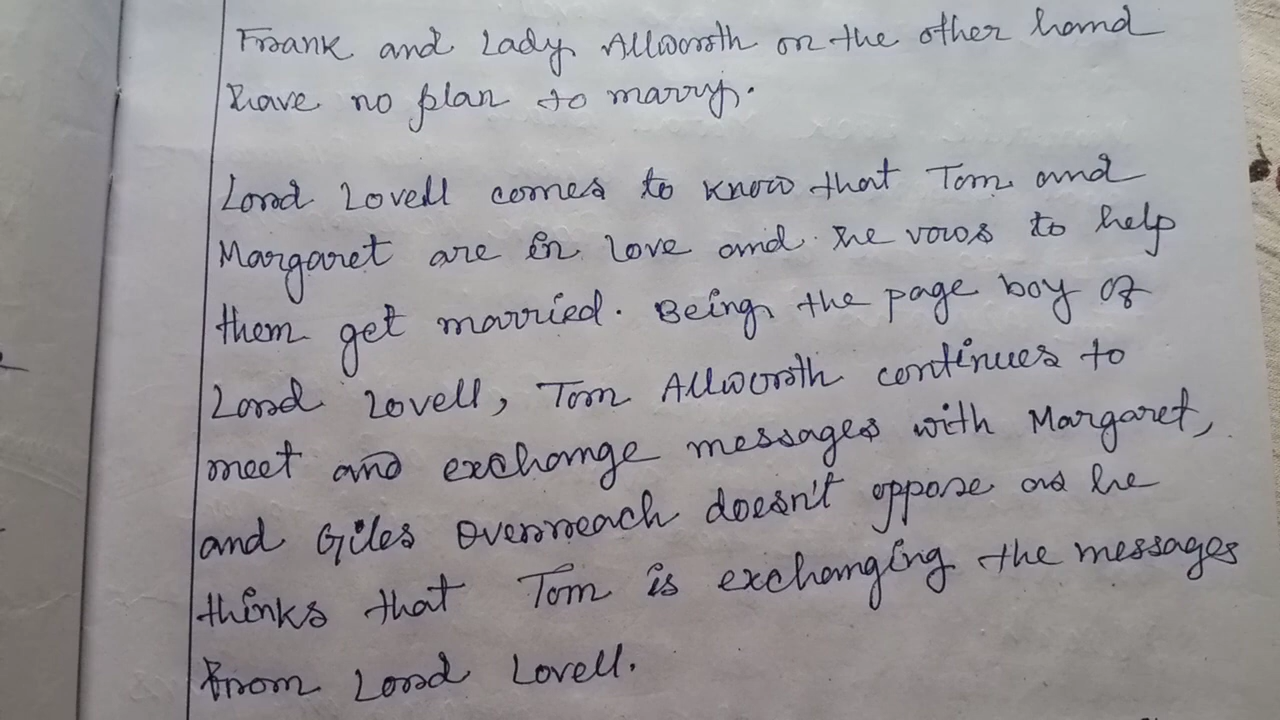 Frank and Lady Allworth on the other hand
have no plan to marry.
Lord Lovell comes to know that Tom and
Margaret are in love and he vows to help
them get married. Being the page boy of
Lord Lovell, Tom Allworth continues to
meet and exchange messages with Margaret,
and Giles Overreach doesn't oppose as he
thinks that Tom is exchanging the messages
from Lord Lovell.